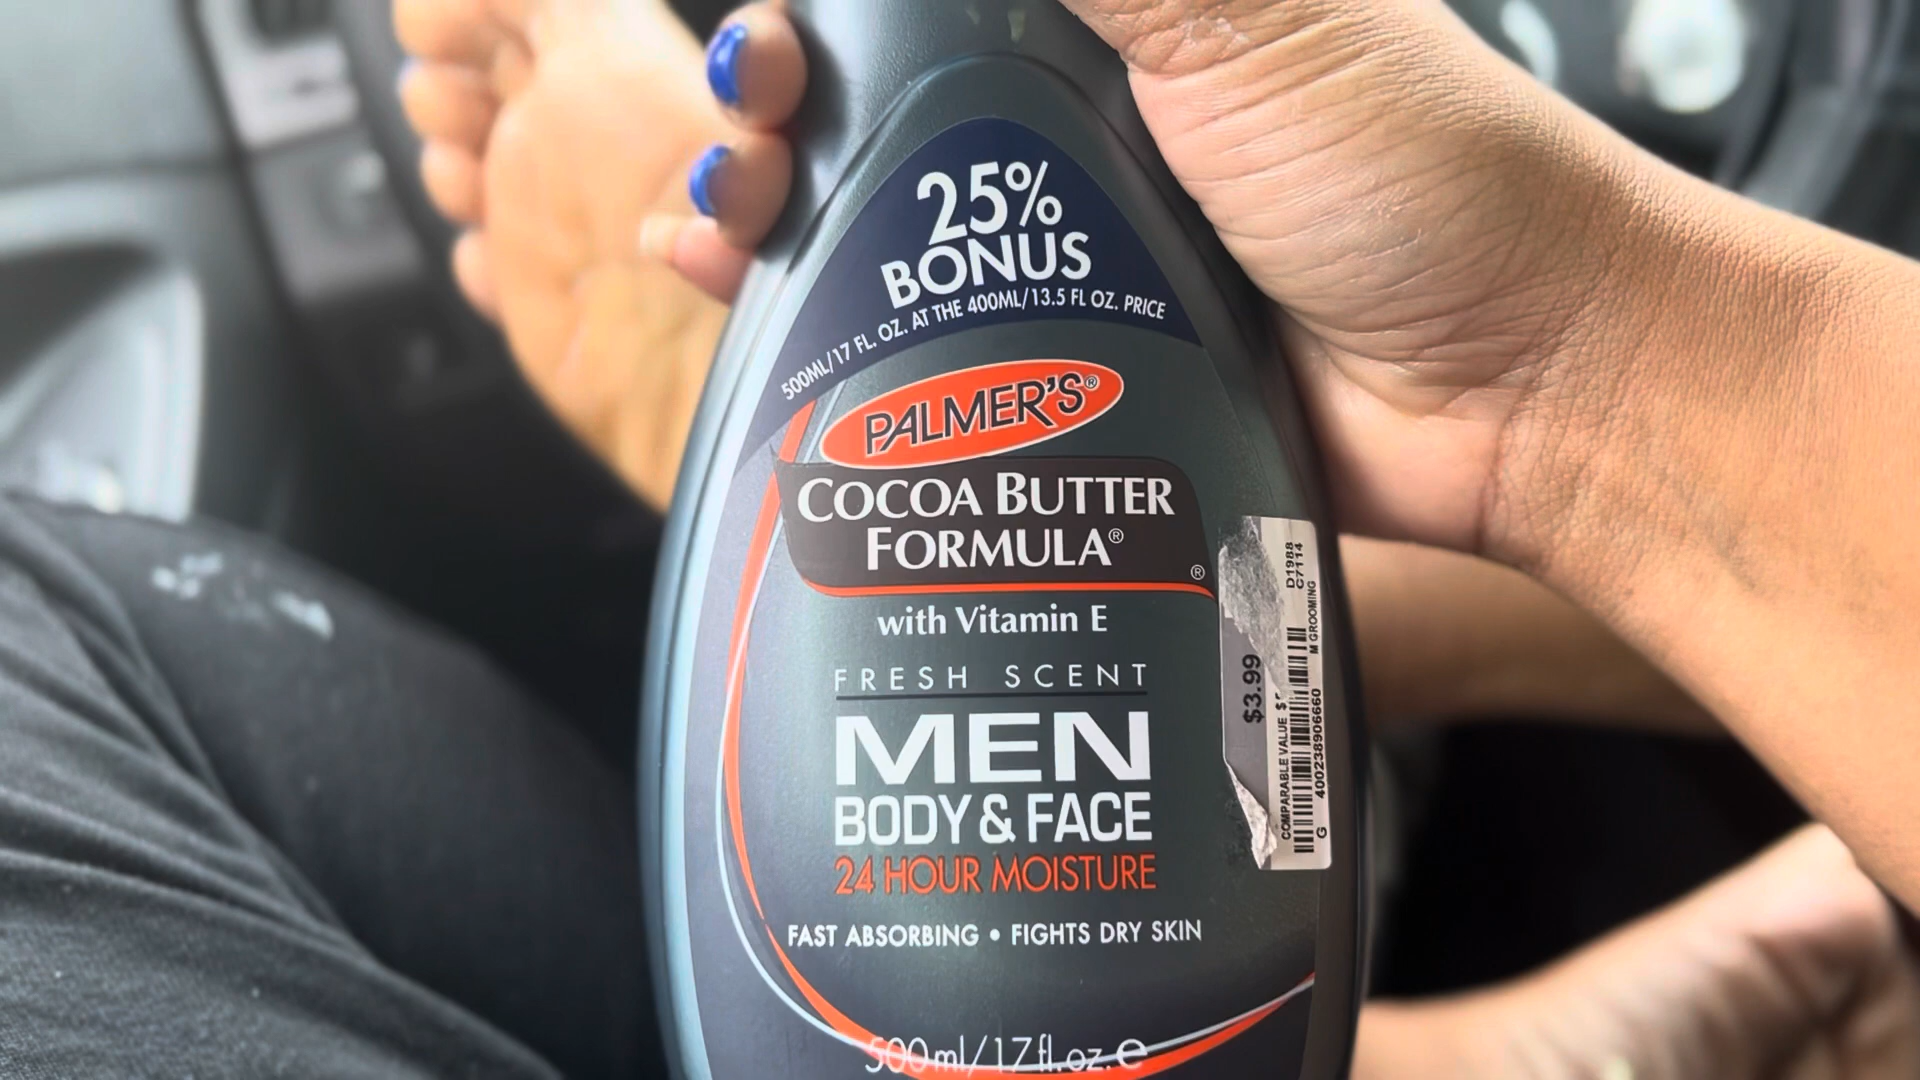 25%
BONUS
500ML/17 FL. OZ. AT THE 400ML/13.5 FL OZ. PRICE
PALMER'S®
COCOA BUTTER
FORMULA®
®
with Vitamin E
FRESH SCENT
MEN
BODY & FACE
24 HOUR MOISTURE
FAST ABSORBING • FIGHTS DRY SKIN
500ml/17fl.oz.e
$3.99
COMPARABLE VALUE $
400238906660
G
M GROOMING
D1988
C7114